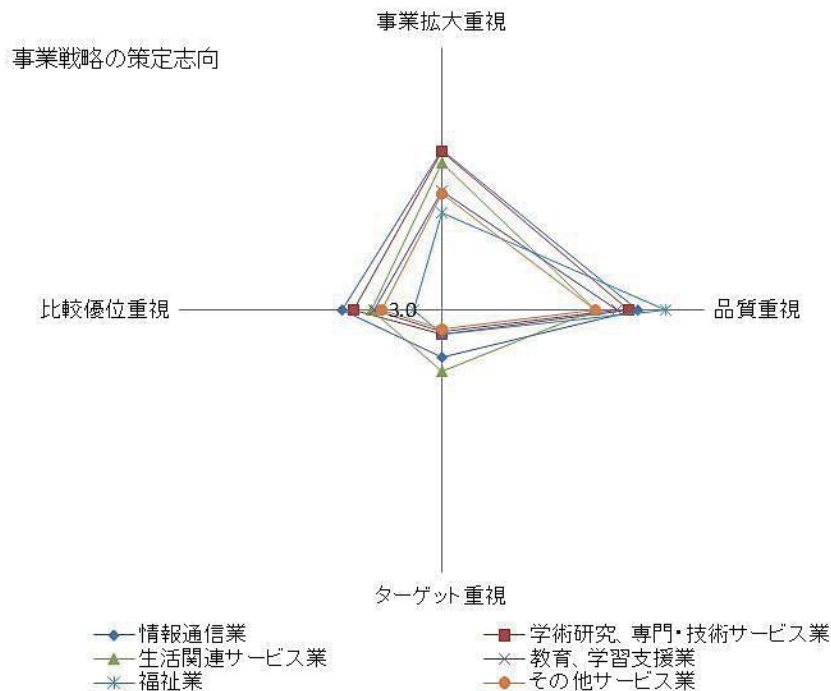 事業拡大重視
事業戦略の策定志向
比較優位重視
3.0
品質重視
ターゲット重視
情報通信業
学術研究、専門・技術サービス業
生活関連サービス業
教育、学習支援業
福祉業
その他サービス業